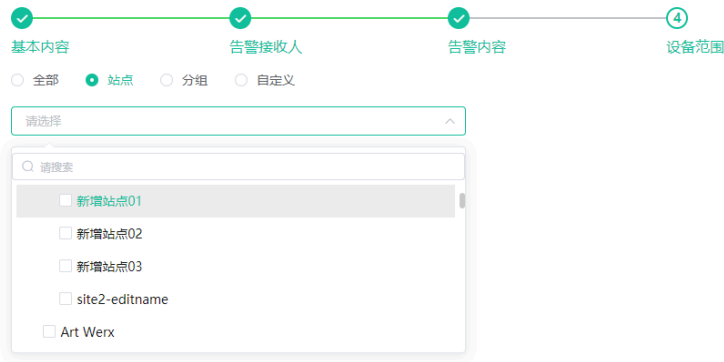 4
基本内容 告警接收人 告警内容 设备范围
全部 站点 分组 自定义
请选择
请搜索
新增站点01
新增站点02
新增站点03
site2-editname
Art Werx